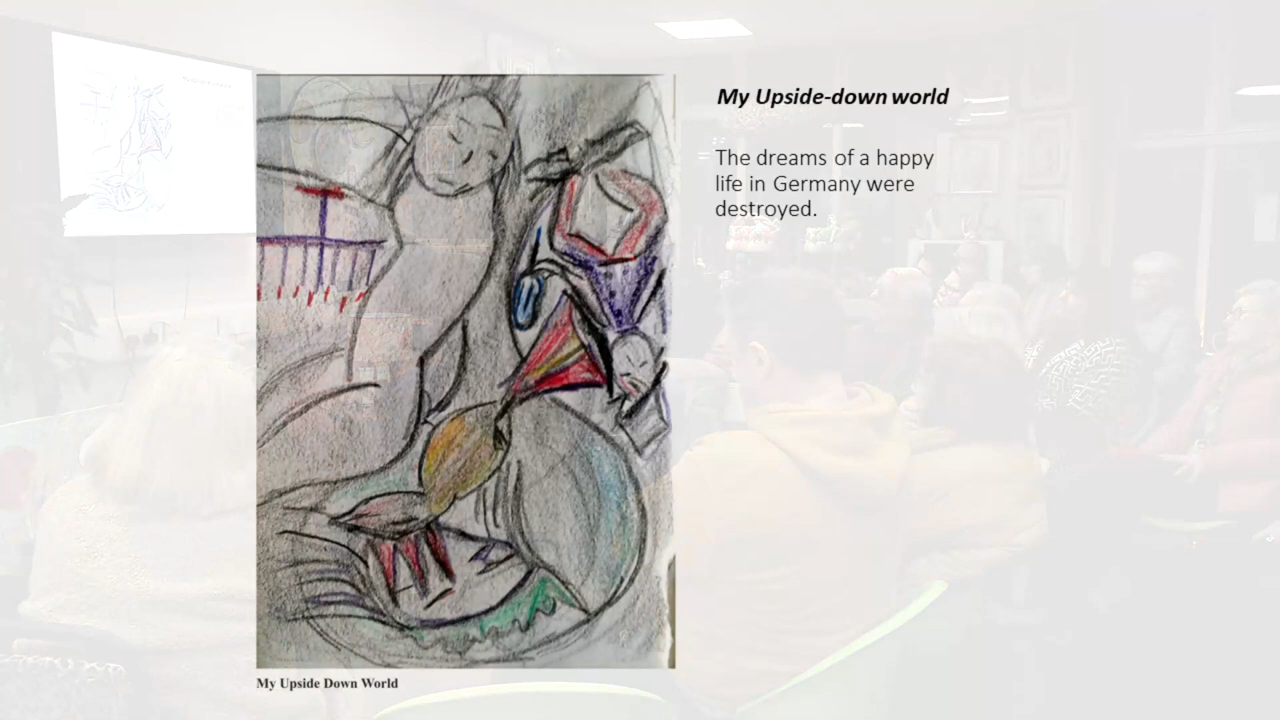 My Upside-down world
The dreams of a happy
life in Germany were
destroyed.
My Upside Down World